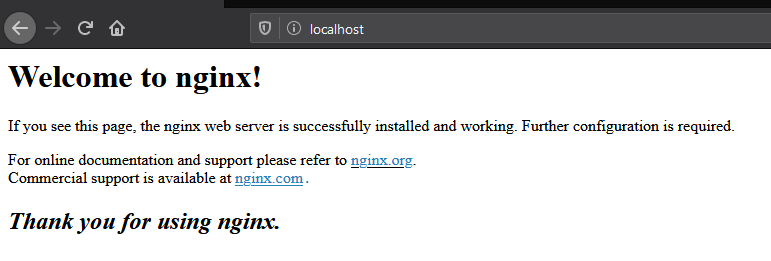 localhost
Welcome to nginx!
If you see this page, the nginx web server is successfully installed and working. Further configuration is required.
For online documentation and support please refer to nginx.org.
Commercial support is available at nginx.com.
Thank you for using nginx.